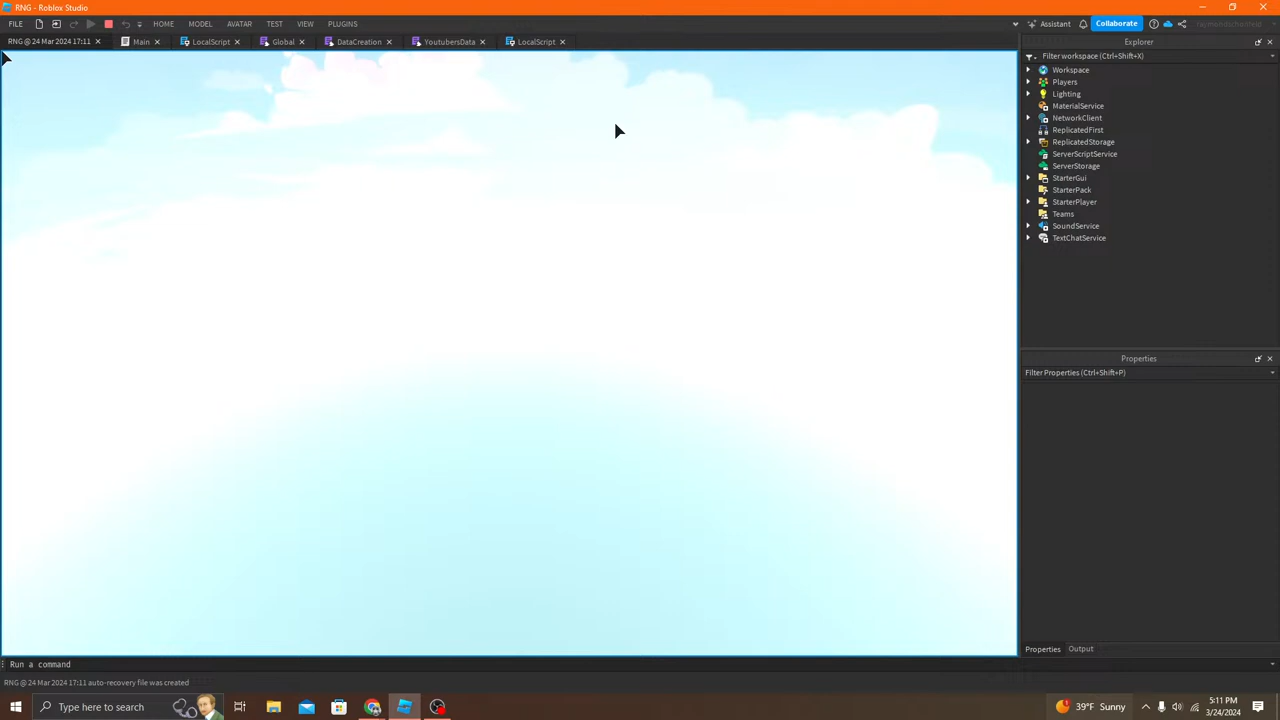 RNG - Roblox Studio
FILE HOME MODEL AVATAR TEST VIEW PLUGINS Assistant Collaborate
RNG @ 24 Mar 2024 17:11 Main LocalScript Global DataCreation YoutubersData LocalScript
Explorer
Filter workspace (Ctrl+Shift+X)
Workspace
Players
Lighting
MaterialService
NetworkClient
ReplicatedFirst
ReplicatedStorage
ServerScriptService
ServerStorage
StarterGui
StarterPack
StarterPlayer
Teams
SoundService
TextChatService
Properties
Filter Properties (Ctrl+Shift+P)
Properties Output
Run a command
RNG @ 24 Mar 2024 17:11 auto-recovery file was created
Type here to search
39°F Sunny
5:11 PM
3/24/2024